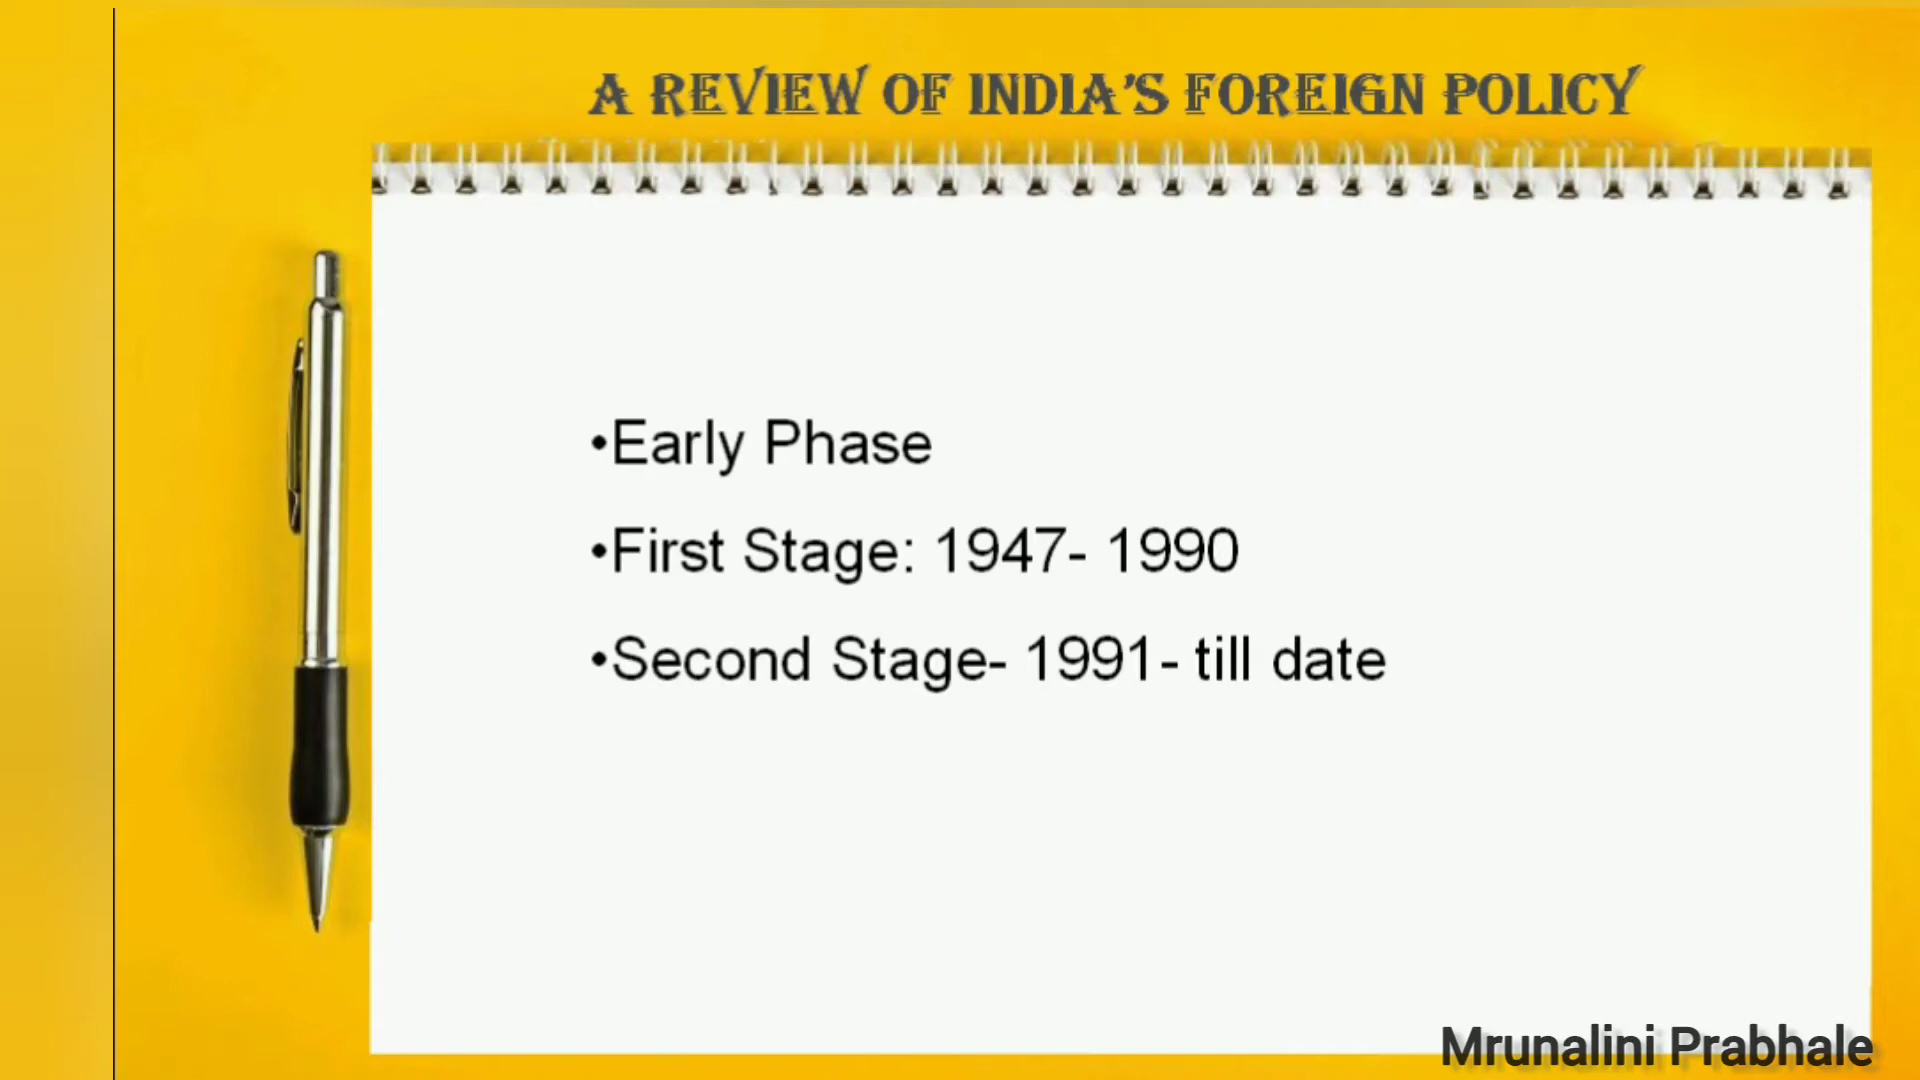 A REVIEW OF INDIA'S FOREIGN POLICY
•Early Phase
•First Stage: 1947- 1990
•Second Stage- 1991- till date
Mrunalini Prabhale